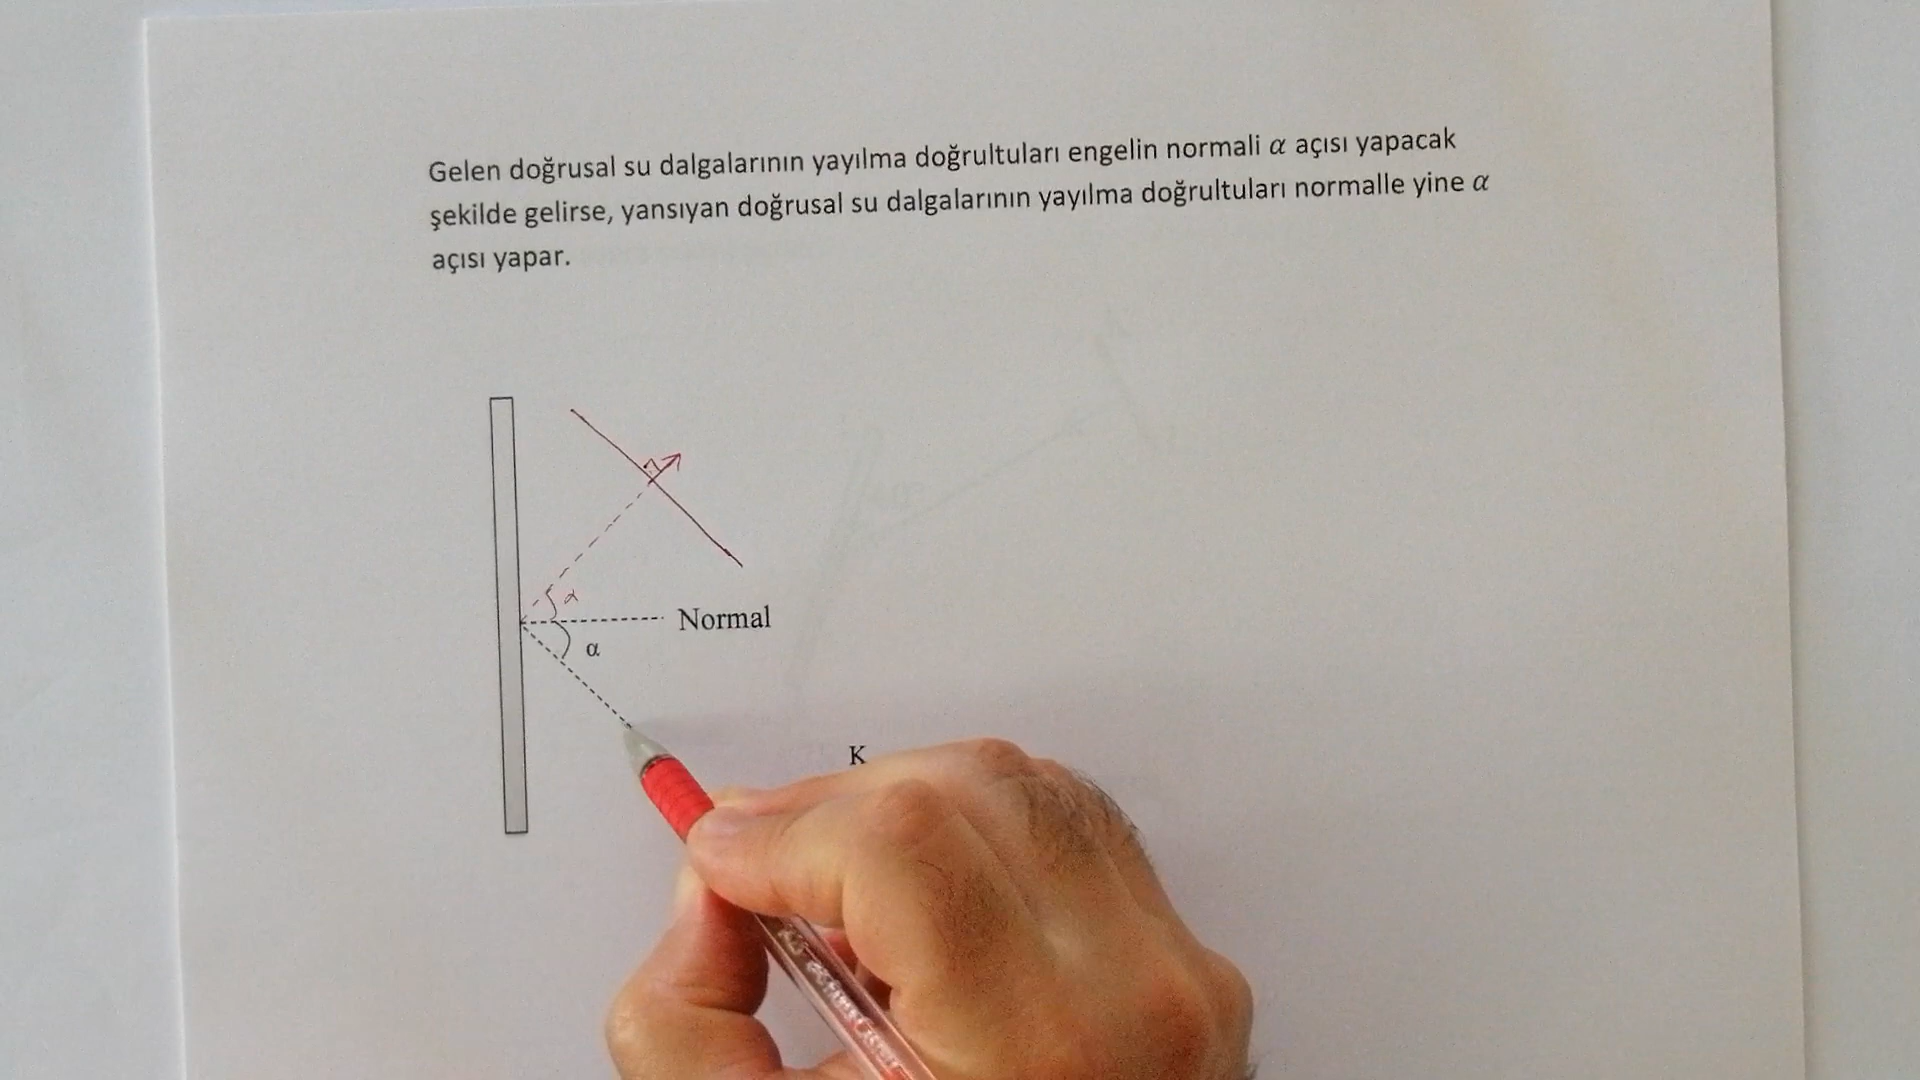 Gelen doğrusal su dalgalarının yayılma doğrultuları engelin normali α açısı yapacak
şekilde gelirse, yansıyan doğrusal su dalgalarının yayılma doğrultuları normalle yine α
açısı yapar.
α
Normal
α
K